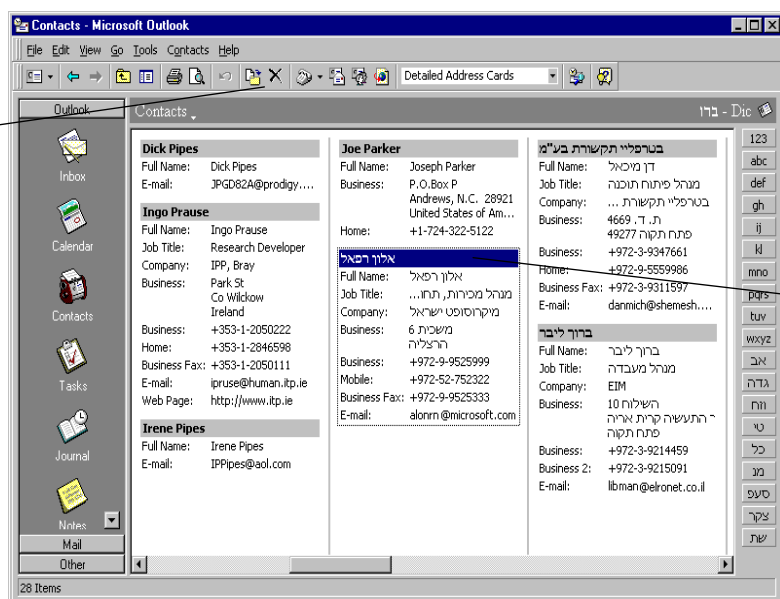 Contacts - Microsoft Outlook
File Edit View Go Tools Contacts Help
Detailed Address Cards
Outlook
Inbox
Calendar
Contacts
Tasks
Journal
Notes
Mail
Other
Contacts
ברו - Dic
Dick Pipes
Full Name: Dick Pipes
E-mail: JPGD82A@prodigy....
Ingo Prause
Full Name: Ingo Prause
Job Title: Research Developer
Company: IPP, Bray
Business: Park St
Co Wilkow
Ireland
Business: +353-1-2050222
Home: +353-1-2846598
Business Fax: +353-1-2050111
E-mail: ipruse@human.itp.ie
Web Page: http://www.itp.ie
Irene Pipes
Full Name: Irene Pipes
E-mail: IPPipes@aol.com
Joe Parker
Full Name: Joseph Parker
Business: P.O.Box P
Andrews, N.C. 28921
United States of Am...
Home: +1-724-322-5122
אלון רפאל
Full Name: אלון רפאל
Job Title: מנהל מכירות, תחו...
Company: מיקרוסופט ישראל
Business: משכית 6
הרצליה
Business: +972-9-9525999
Mobile: +972-52-752322
Business Fax: +972-9-9525333
E-mail: alonrn@microsoft.com
בטרפליי תקשורת בע"מ
Full Name: דן מיכאל
Job Title: מנהל פיתוח תוכנה
Company: בטרפליי תקשורת ...
Business: ת. ד. 4669
פתח תקוה 49277
Business: +972-3-9347661
Home: +972-9-5559986
Business Fax: +972-3-9311597
E-mail: danmich@shemesh....
ברוך ליבר
Full Name: ברוך ליבר
Job Title: מנהל מעבדה
Company: EIM
Business: השילוח 10
ר התעשיה קרית אריה
פתח תקוה
Business: +972-3-9214459
Business 2: +972-3-9215091
E-mail: libman@elronet.co.il
123
abc
def
gh
ij
kl
mno
pqrs
tuv
wxyz
אב
גדה
וזח
טי
כל
מנ
סעפ
צקר
שת
28 Items